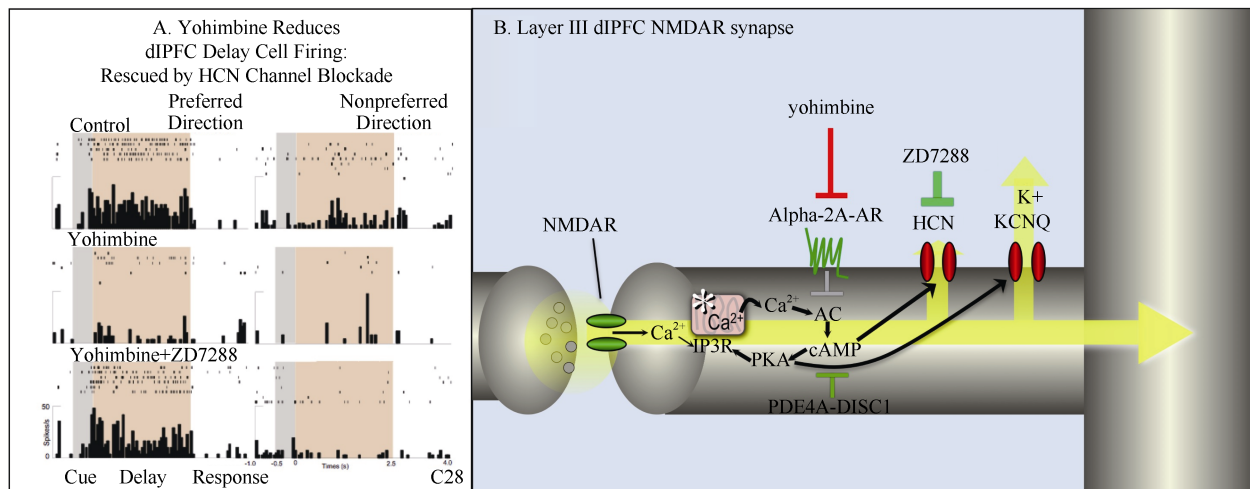 A. Yohimbine Reduces
dIPFC Delay Cell Firing:
Rescued by HCN Channel Blockade
Control
Preferred
Direction
Nonpreferred
Direction
Yohimbine
Yohimbine+ZD7288
50
Spikes/s
0
-1.0
-0.5
0
Times (s)
2.5
4.0
Cue
Delay
Response
C28
B. Layer III dIPFC NMDAR synapse
yohimbine
ZD7288
Alpha-2A-AR
HCN
K+
KCNQ
NMDAR
*
Ca2+
Ca2+
AC
Ca2+
IP3R
cAMP
PKA
PDE4A-DISC1